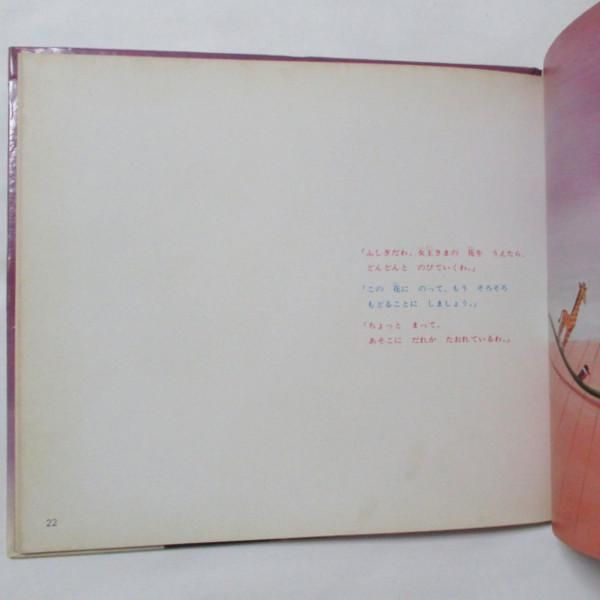 「ふしぎだわ、女王さまの 花を うえたら、
どんどんと のびていくわ。」
「この 花に のって、もう そろそろ
もどることに しましょう。」
「ちょっと まって、
あそこに だれか たおれているわ。」
22